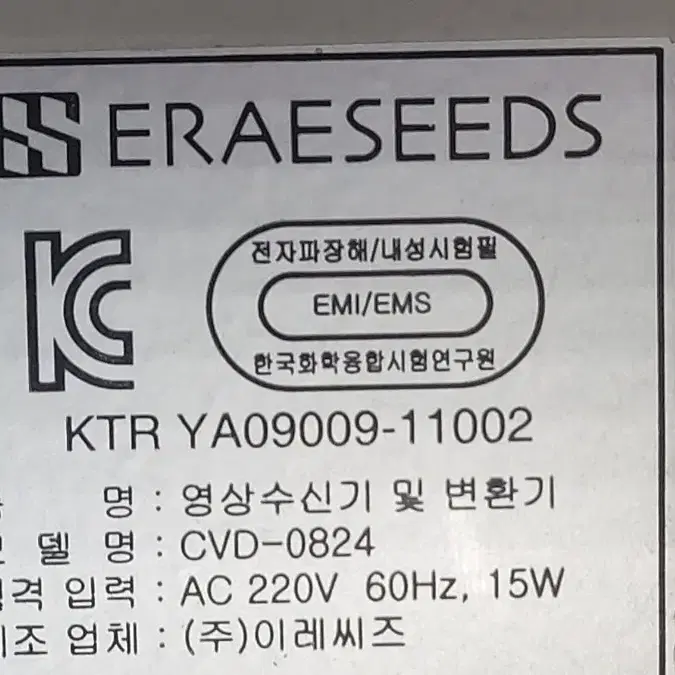 ERAESEEDS
전자파장해/내성시험필
EMI/EMS
한국화학융합시험연구원
KTR YA09009-11002
명 : 영상수신기 및 변환기
델 명 : CVD-0824
격 입력 : AC 220V 60Hz, 15W
조 업체 : (주)이레씨즈